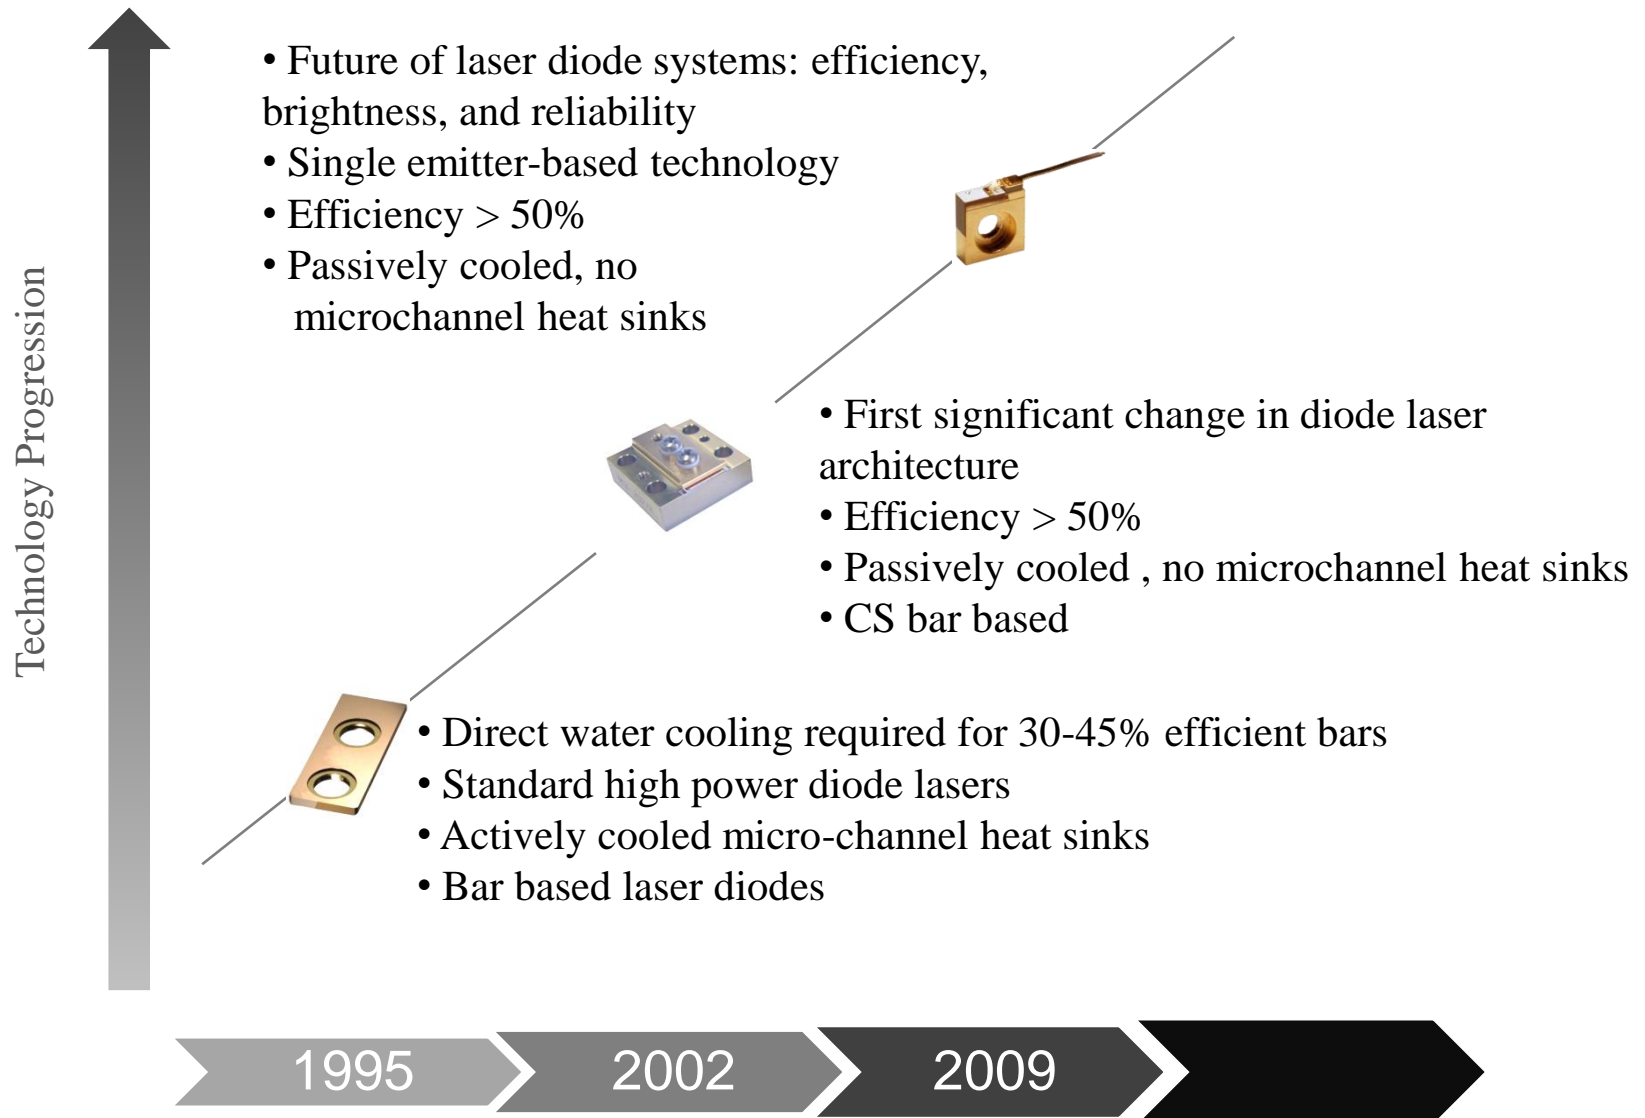 • Future of laser diode systems: efficiency,
brightness, and reliability
• Single emitter-based technology
• Efficiency > 50%
• Passively cooled, no
microchannel heat sinks
Technology Progression
• First significant change in diode laser
architecture
• Efficiency > 50%
• Passively cooled , no microchannel heat sinks
• CS bar based
• Direct water cooling required for 30-45% efficient bars
• Standard high power diode lasers
• Actively cooled micro-channel heat sinks
• Bar based laser diodes
1995
2002
2009